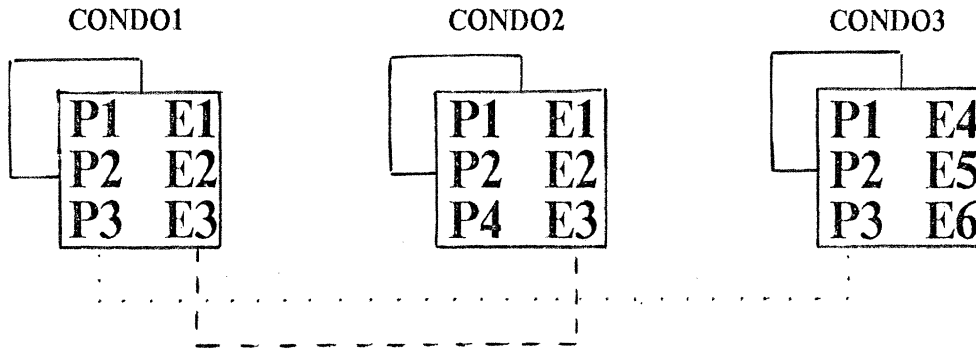 CONDO1 CONDO2 CONDO3
P1 E1 P1 E1 P1 E4
P2 E2 P2 E2 P2 E5
P3 E3 P4 E3 P3 E6